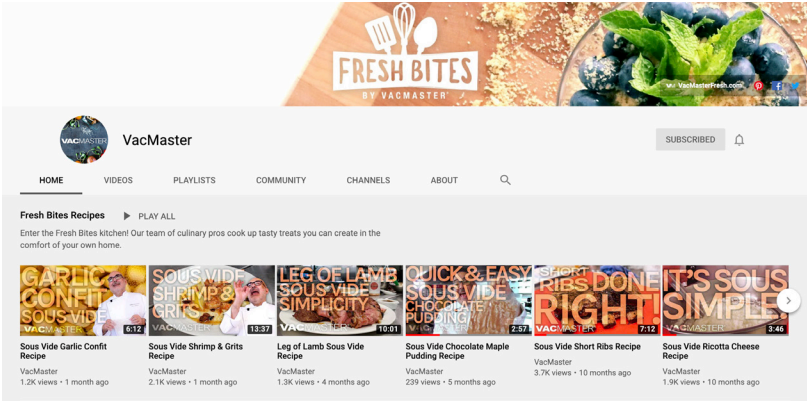 FRESH BITES
BY VACMASTER
VacMasterFresh.com
VACMASTER
VacMaster
SUBSCRIBED
HOME VIDEOS PLAYLISTS COMMUNITY CHANNELS ABOUT
Fresh Bites Recipes PLAY ALL
Enter the Fresh Bites kitchen! Our team of culinary pros cook up tasty treats you can create in the
comfort of your own home.
GARLIC
CONFIT
SOUS VIDE
VACMASTER
6:12
SOUS VIDE
SHRIMP &
GRITS
VACMASTER
13:37
LEG OF LAMB
SOUS VIDE
SIMPLICITY
VACMASTER
10:01
QUICK & EASY
SOUS VIDE
CHOCOLATE
PUDDING
VACMASTER
2:57
SHORT
RIBS DONE
RIGHT!
VACMASTER
7:12
IT'S SOUS
SIMPLE!
VACMASTER
3:46
Sous Vide Garlic Confit
Recipe
VacMaster
1.2K views • 1 month ago
Sous Vide Shrimp & Grits
Recipe
VacMaster
2.1K views • 1 month ago
Leg of Lamb Sous Vide
Recipe
VacMaster
1.3K views • 4 months ago
Sous Vide Chocolate Maple
Pudding Recipe
VacMaster
239 views • 5 months ago
Sous Vide Short Ribs Recipe
VacMaster
3.7K views • 10 months ago
Sous Vide Ricotta Cheese
Recipe
VacMaster
1.9K views • 10 months ago